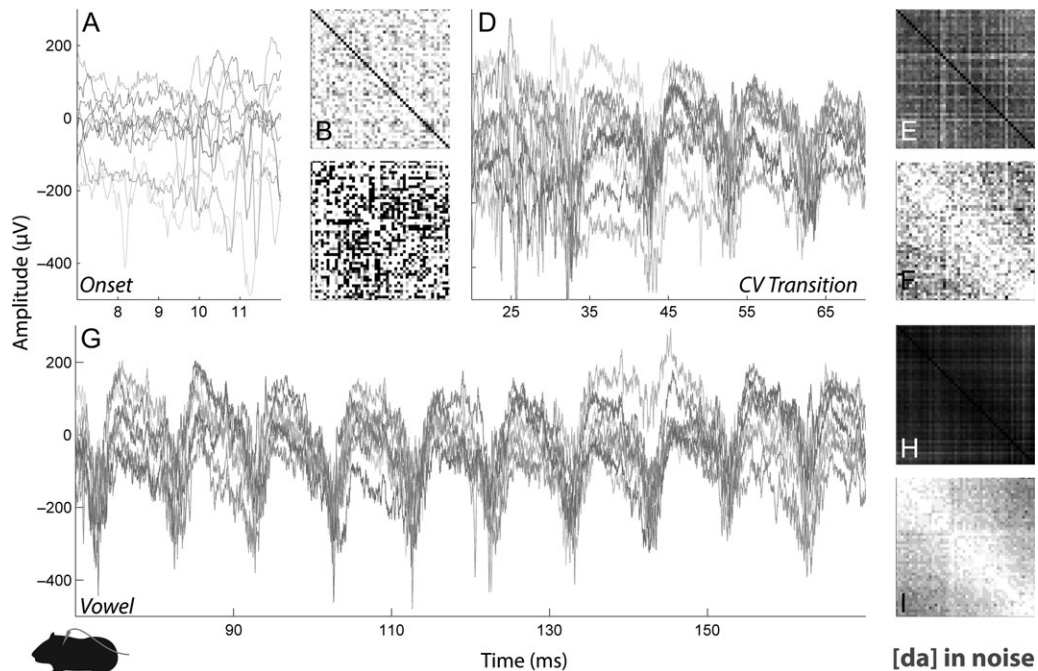 A
200
0
−200
−400
Amplitude (µV)
Onset
8
9
10
11
B
D
CV Transition
25
35
45
55
65
E
F
G
200
0
−200
−400
Vowel
90
110
130
150
Time (ms)
H
I
[da] in noise